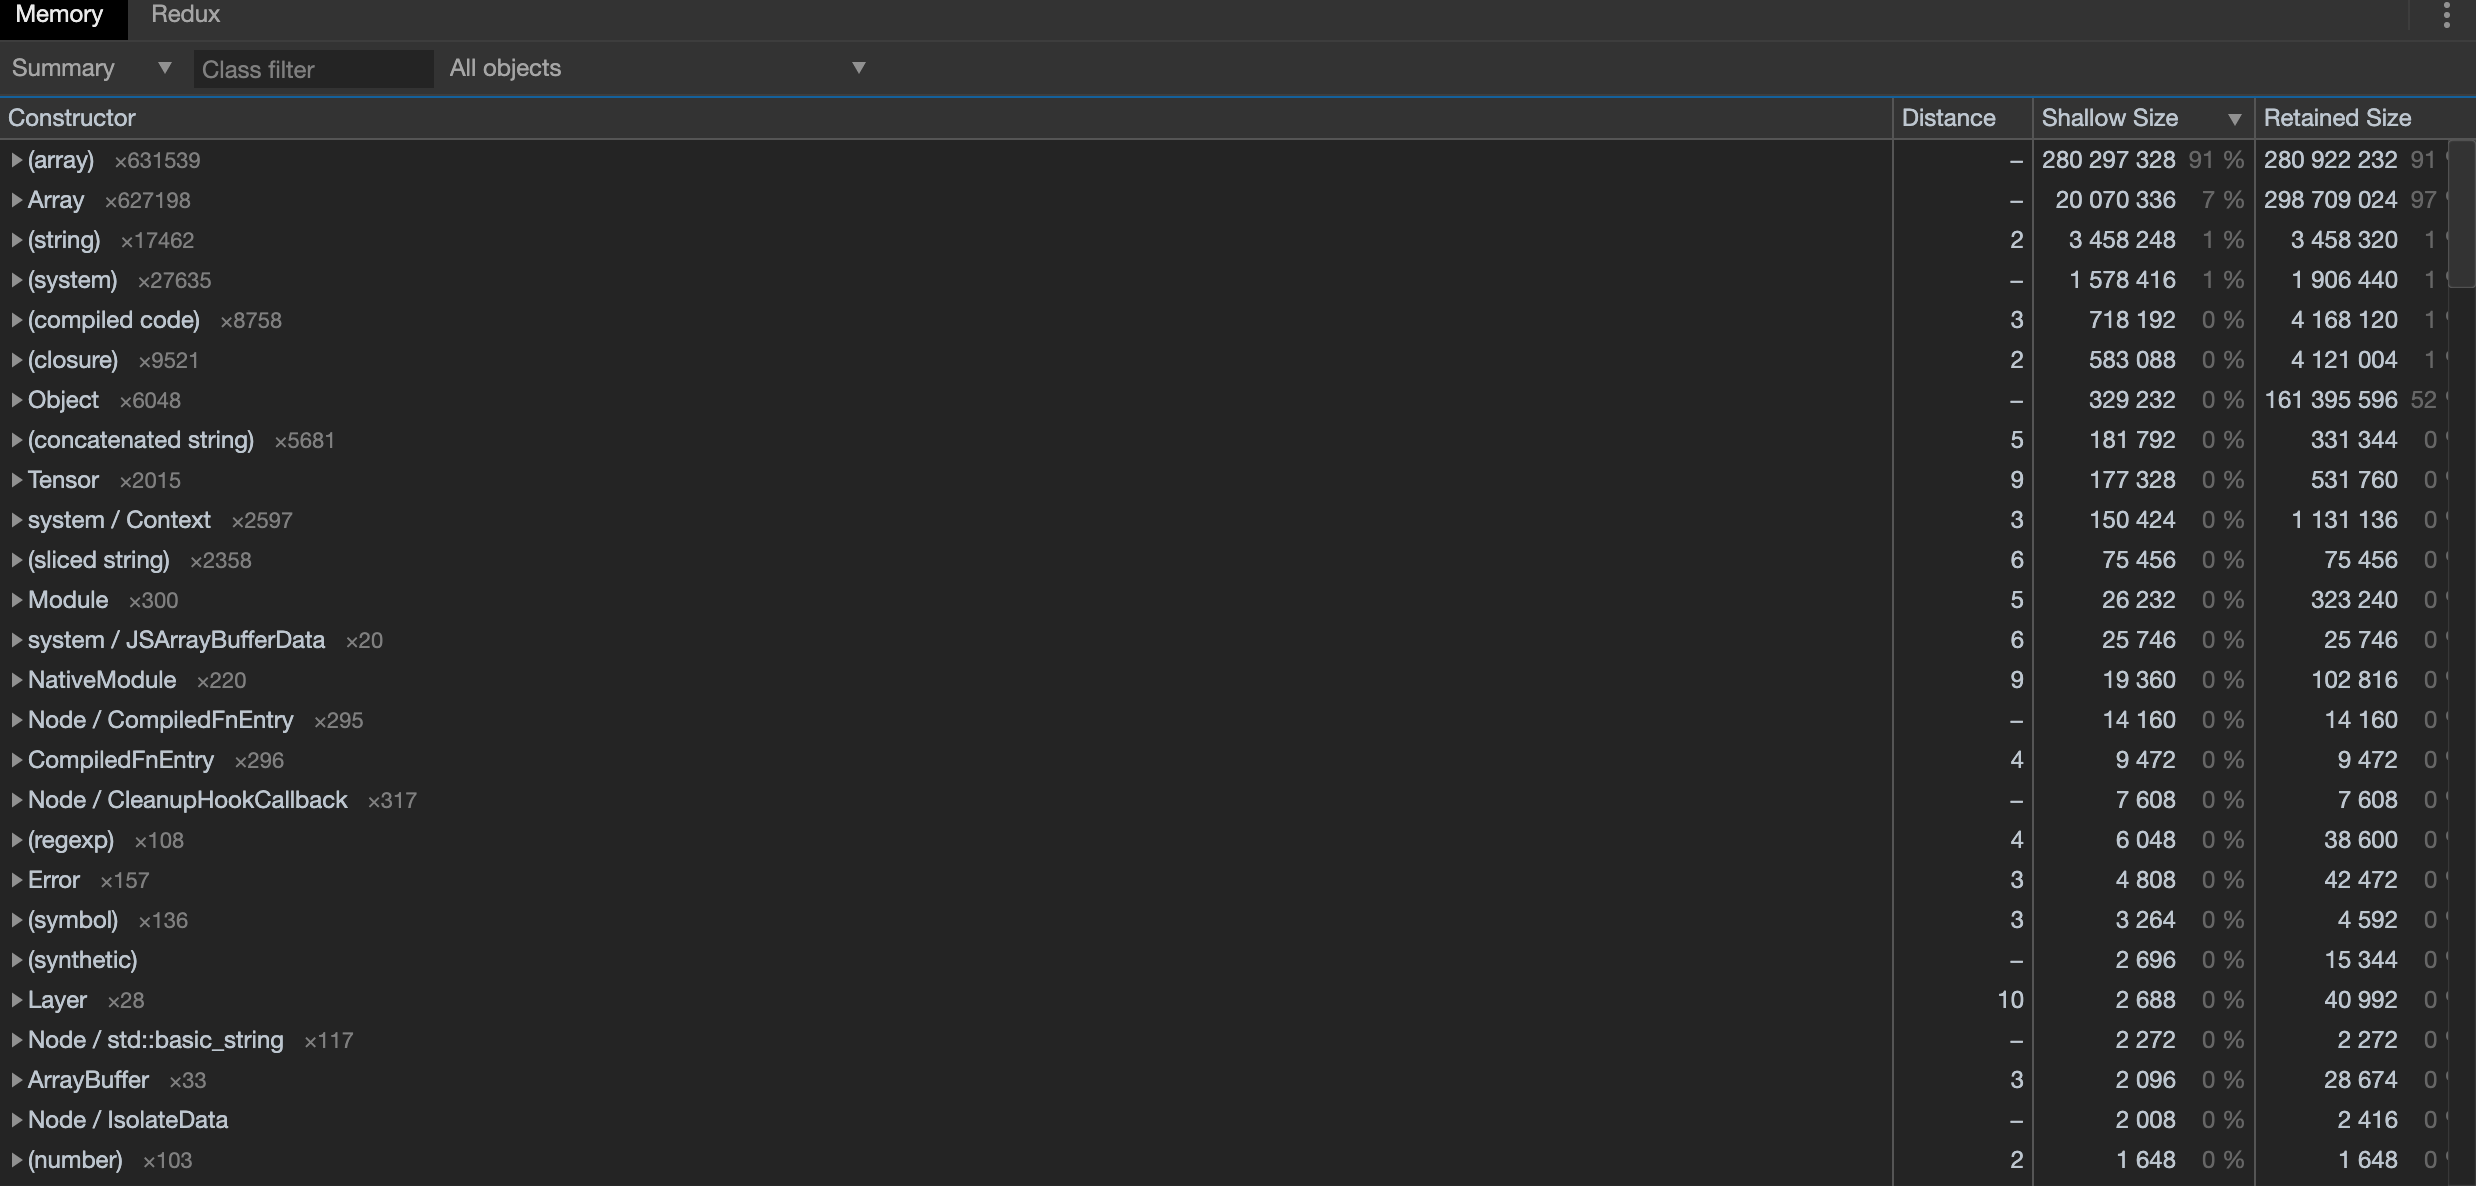 Memory Redux
Summary Class filter All objects
Constructor Distance Shallow Size Retained Size
(array) ×631539 – 280 297 328 91 % 280 922 232 91
Array ×627198 – 20 070 336 7 % 298 709 024 97
(string) ×17462 2 3 458 248 1 % 3 458 320 1
(system) ×27635 – 1 578 416 1 % 1 906 440 1
(compiled code) ×8758 3 718 192 0 % 4 168 120 1
(closure) ×9521 2 583 088 0 % 4 121 004 1
Object ×6048 – 329 232 0 % 161 395 596 52
(concatenated string) ×5681 5 181 792 0 % 331 344 0
Tensor ×2015 9 177 328 0 % 531 760 0
system / Context ×2597 3 150 424 0 % 1 131 136 0
(sliced string) ×2358 6 75 456 0 % 75 456 0
Module ×300 5 26 232 0 % 323 240 0
system / JSArrayBufferData ×20 6 25 746 0 % 25 746 0
NativeModule ×220 9 19 360 0 % 102 816 0
Node / CompiledFnEntry ×295 – 14 160 0 % 14 160 0
CompiledFnEntry ×296 4 9 472 0 % 9 472 0
Node / CleanupHookCallback ×317 – 7 608 0 % 7 608 0
(regexp) ×108 4 6 048 0 % 38 600 0
Error ×157 3 4 808 0 % 42 472 0
(symbol) ×136 3 3 264 0 % 4 592 0
(synthetic) – 2 696 0 % 15 344 0
Layer ×28 10 2 688 0 % 40 992 0
Node / std::basic_string ×117 – 2 272 0 % 2 272 0
ArrayBuffer ×33 3 2 096 0 % 28 674 0
Node / IsolateData – 2 008 0 % 2 416 0
(number) ×103 2 1 648 0 % 1 648 0